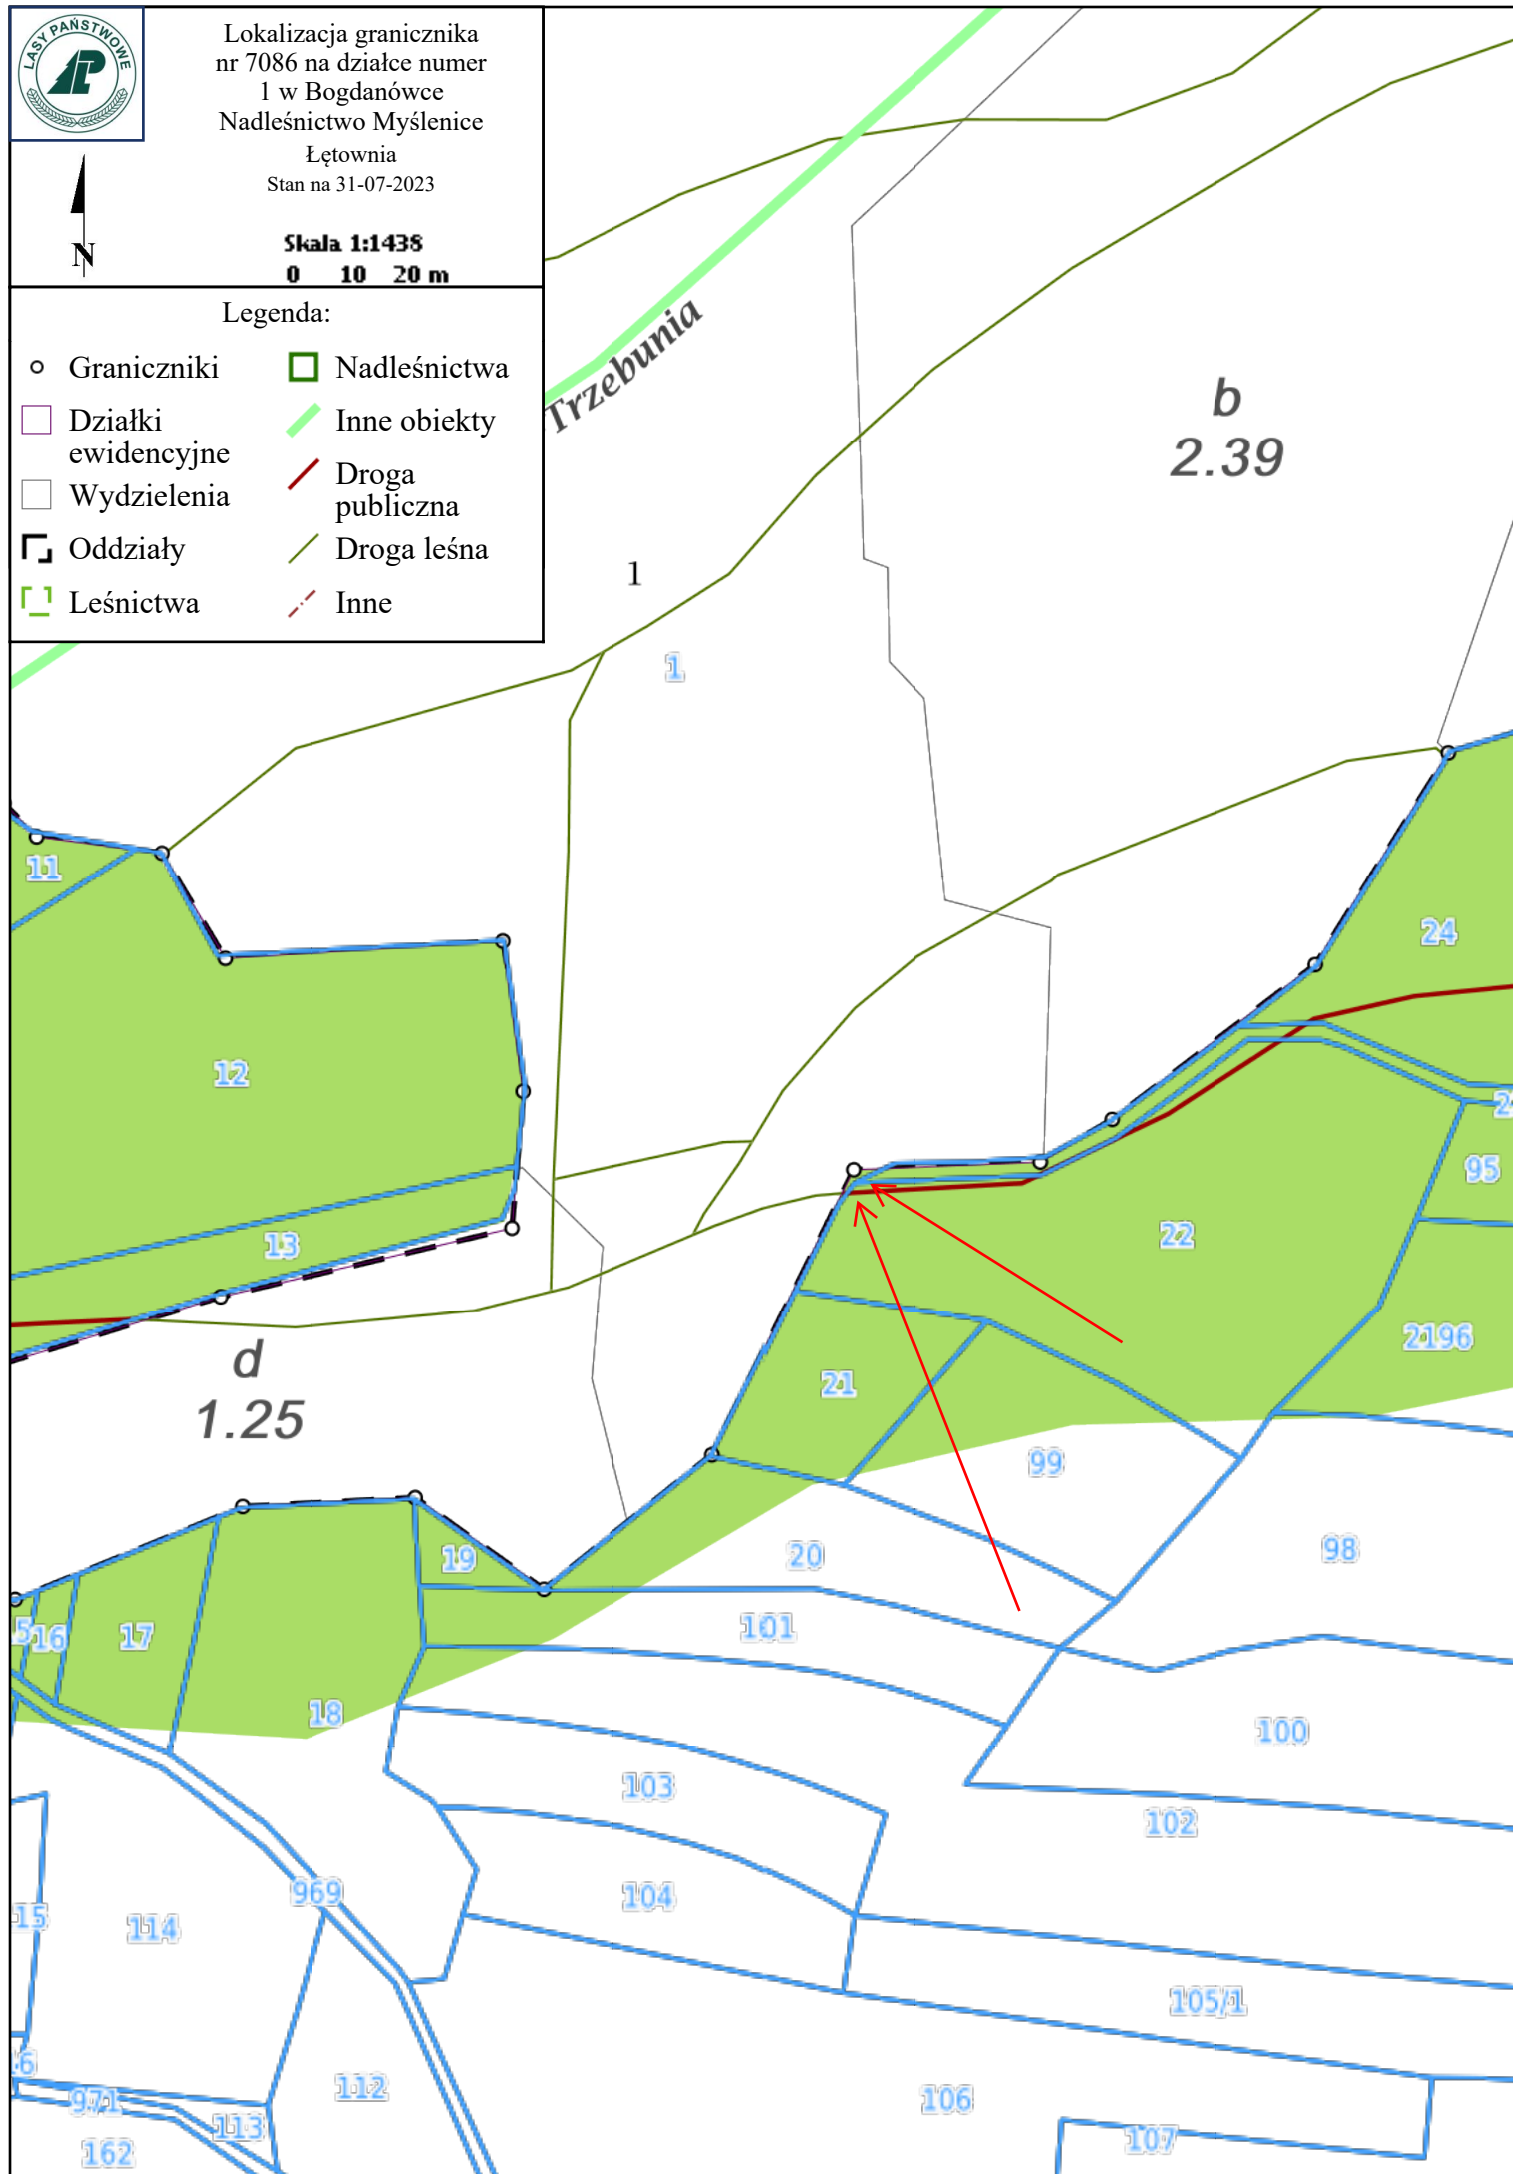 LASY PAŃSTWOWE
Lokalizacja granicznika
nr 7086 na działce numer
1 w Bogdanówce
Nadleśnictwo Myślenice
Łętownia
Stan na 31-07-2023
N
Skala 1:1438
0 10 20 m
Legenda:
Graniczniki
Działki
ewidencyjne
Wydzielenia
Oddziały
Leśnictwa
Nadleśnictwa
Inne obiekty
Droga
publiczna
Droga leśna
Inne
Trzebunia
b
2.39
1
1
11
24
12
95
22
13
2196
d
1.25
21
99
98
20
19
101
16
17
18
100
103
102
104
969
15
114
105/1
112
106
971
113
107
162